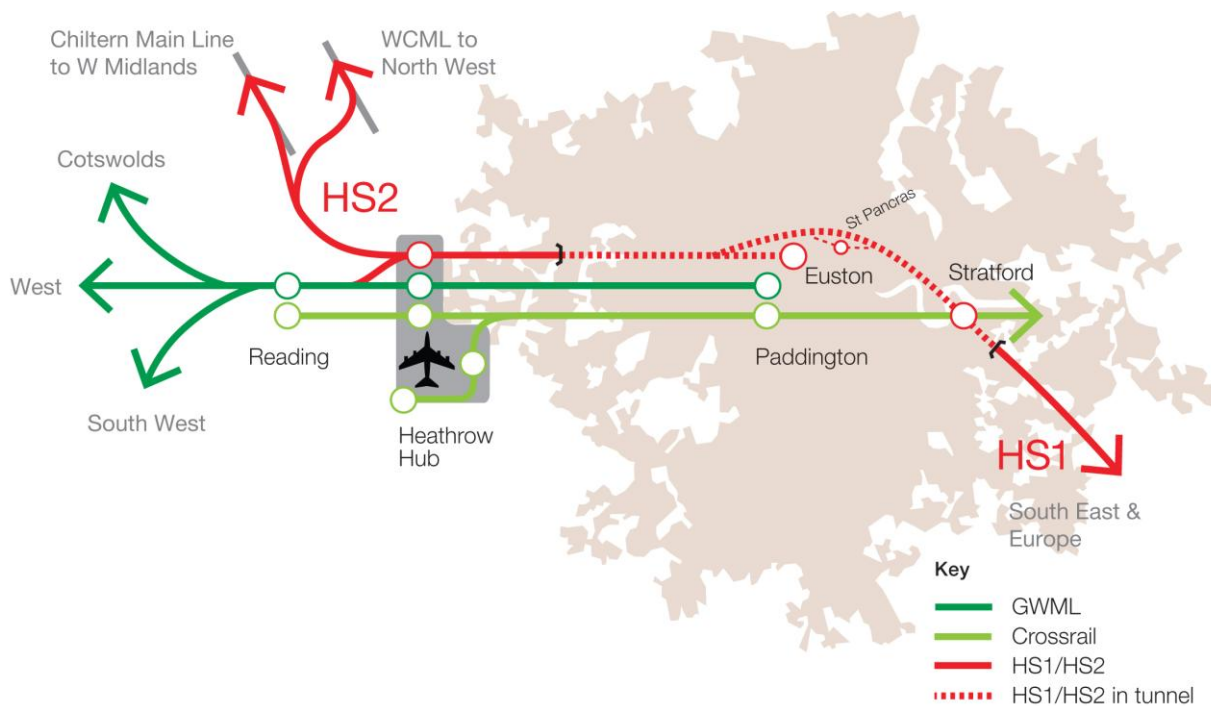 Chiltern Main Line
to W Midlands
WCML to
North West
Cotswolds
HS2
St Pancras
Euston
Stratford
West
Reading
Paddington
South West
Heathrow
Hub
HS1
South East &
Europe
Key
GWML
Crossrail
HS1/HS2
HS1/HS2 in tunnel